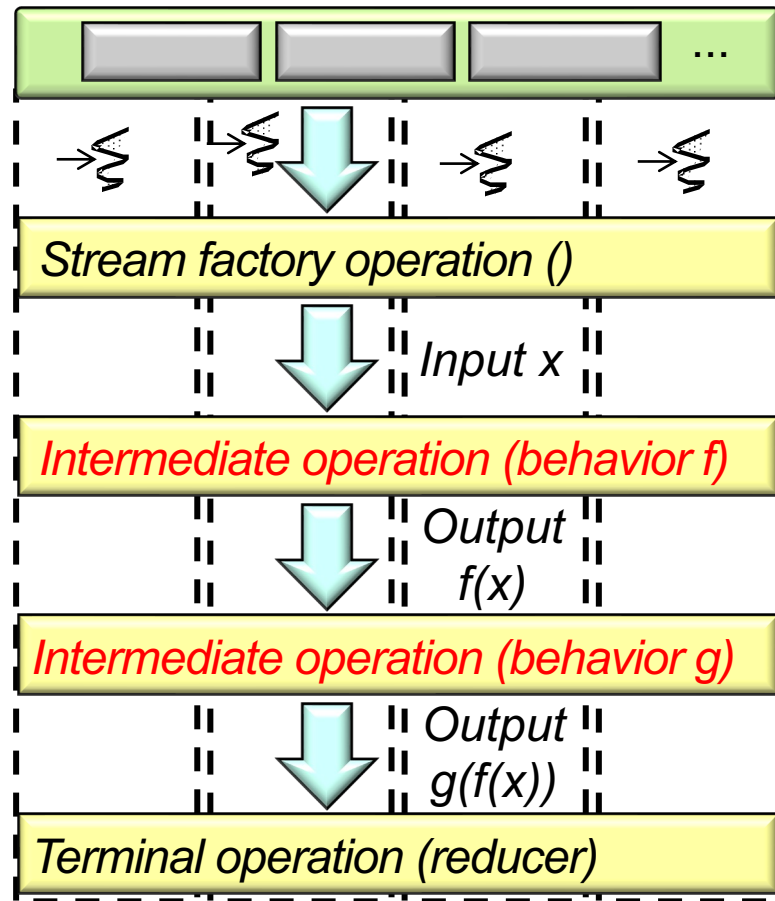 ...
Stream factory operation ()
Input x
Intermediate operation (behavior f)
Output
f(x)
Intermediate operation (behavior g)
Output
g(f(x))
Terminal operation (reducer)